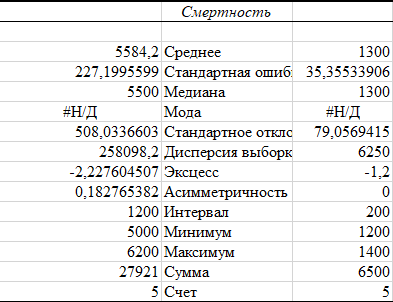 Смертность
5584,2 Среднее 1300
227,1995599 Стандартная ошиб 35,35533906
5500 Медиана 1300
#Н/Д Мода #Н/Д
508,0336603 Стандартное откло 79,0569415
258098,2 Дисперсия выборк 6250
-2,227604507 Эксцесс -1,2
0,182765382 Асимметричность 0
1200 Интервал 200
5000 Минимум 1200
6200 Максимум 1400
27921 Сумма 6500
5 Счет 5